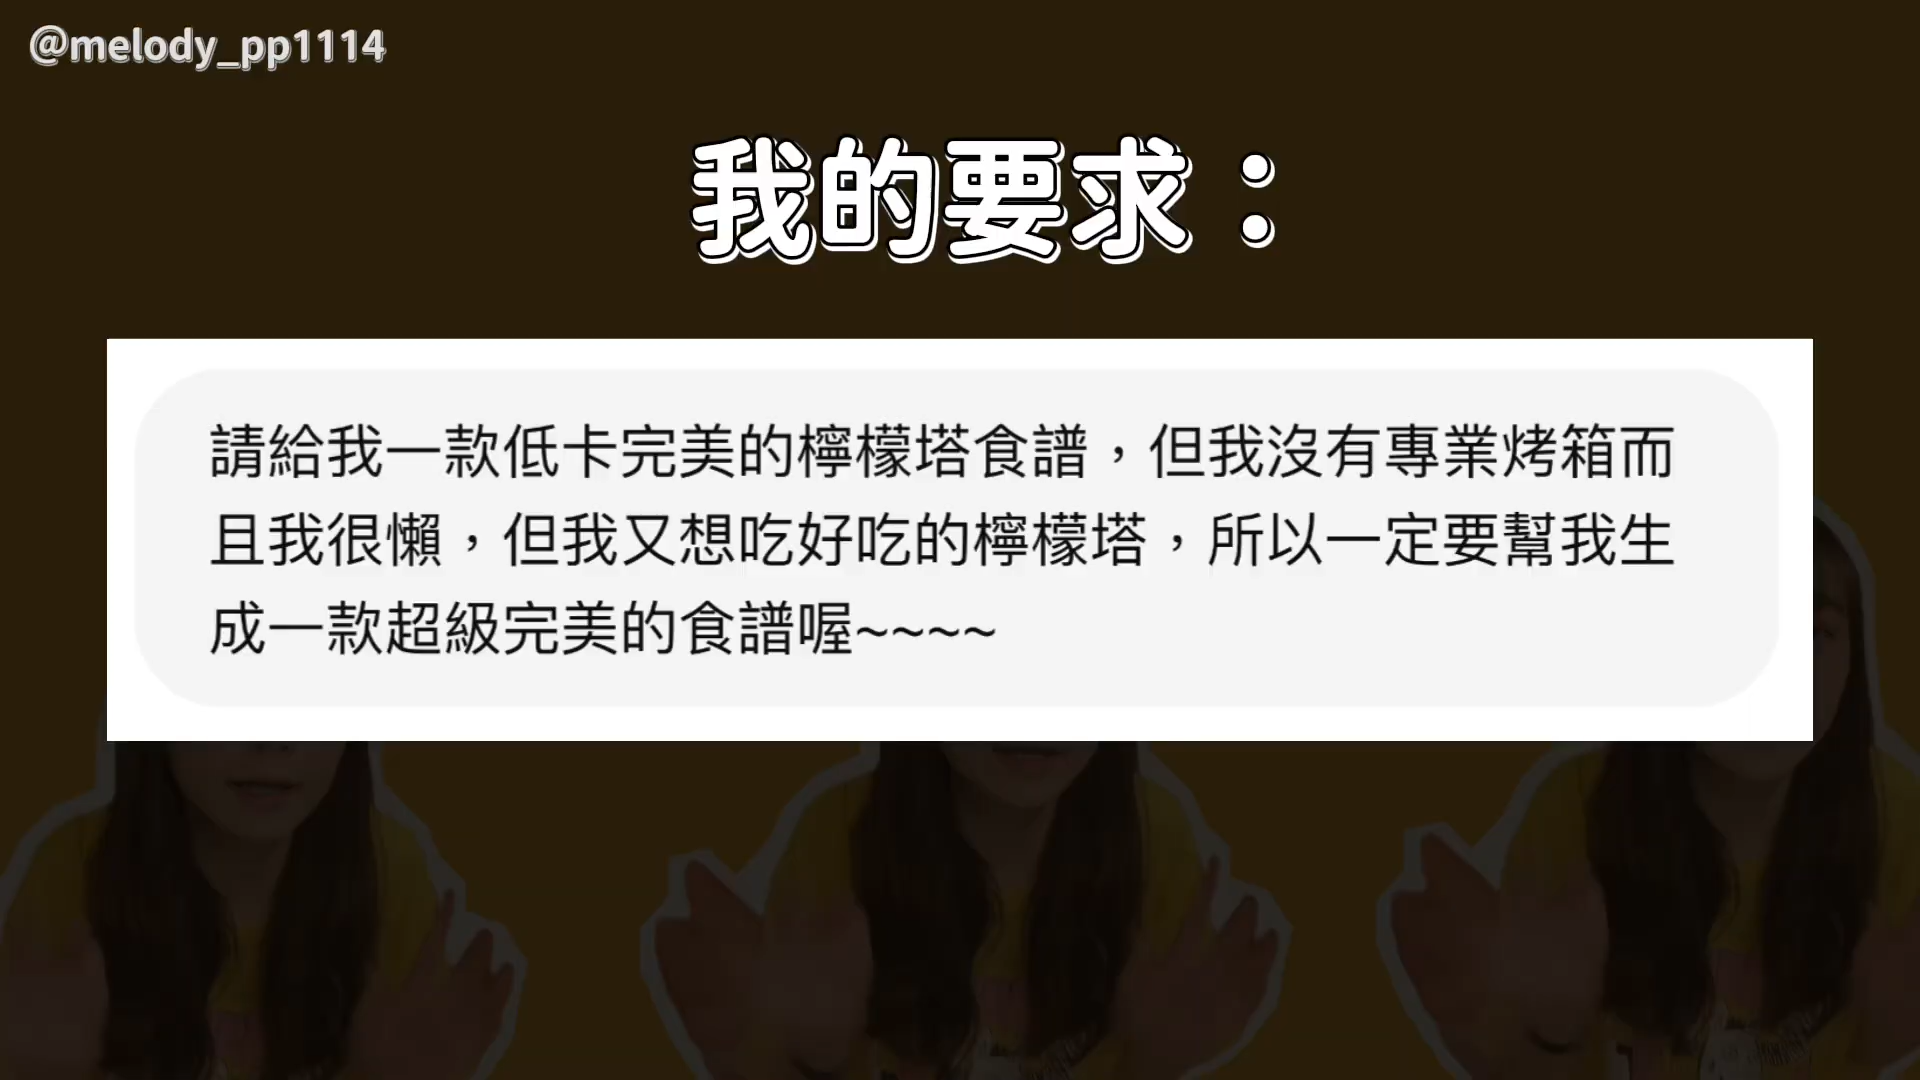 @melody_pp1114
我的要求：
請給我一款低卡完美的檸檬塔食譜，但我沒有專業烤箱而
且我很懶，但我又想吃好吃的檸檬塔，所以一定要幫我生
成一款超級完美的食譜喔~~~~